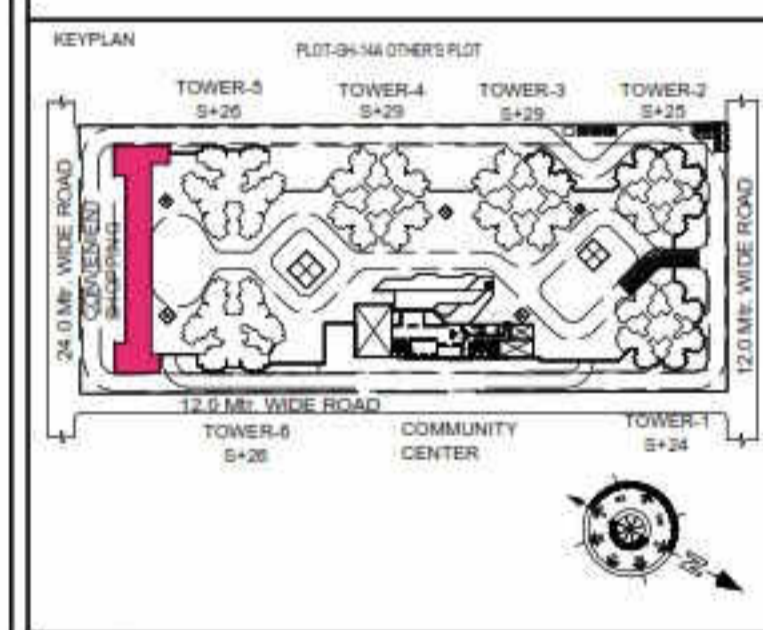 KEYPLAN
PLOT-GH-14A OTHER'S PLOT
TOWER-5
S+26
TOWER-4
S+29
TOWER-3
S+29
TOWER-2
S+25
24.0 Mtr. WIDE ROAD
CONVENIENT
SHOPPING
12.0 Mtr. WIDE ROAD
12.0 Mtr. WIDE ROAD
TOWER-6
S+26
COMMUNITY
CENTER
TOWER-1
S+24
N